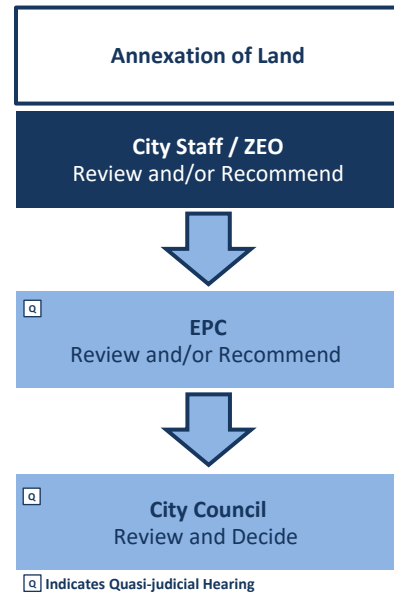 Annexation of Land
City Staff / ZEO
Review and/or Recommend
Q
EPC
Review and/or Recommend
Q
City Council
Review and Decide
Q Indicates Quasi-judicial Hearing